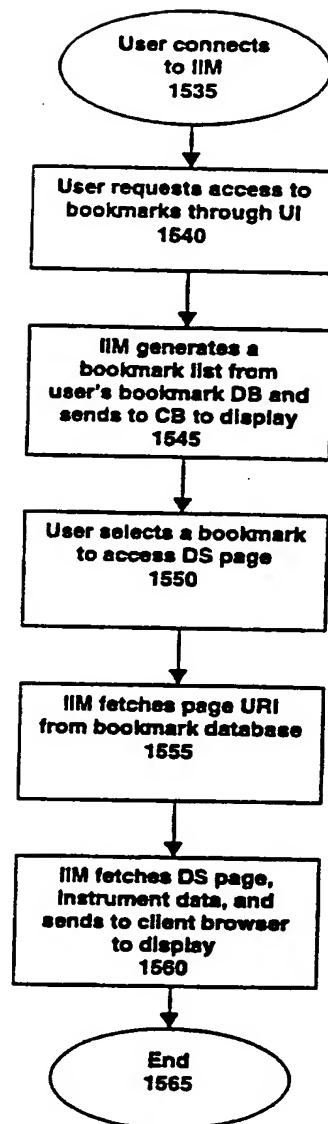 User connects
to IIM
1535
User requests access to
bookmarks through UI
1540
IIM generates a
bookmark list from
user's bookmark DB and
sends to CB to display
1545
User selects a bookmark
to access DS page
1550
IIM fetches page URI
from bookmark database
1555
IIM fetches DS page,
instrument data, and
sends to client browser
to display
1560
End
1565